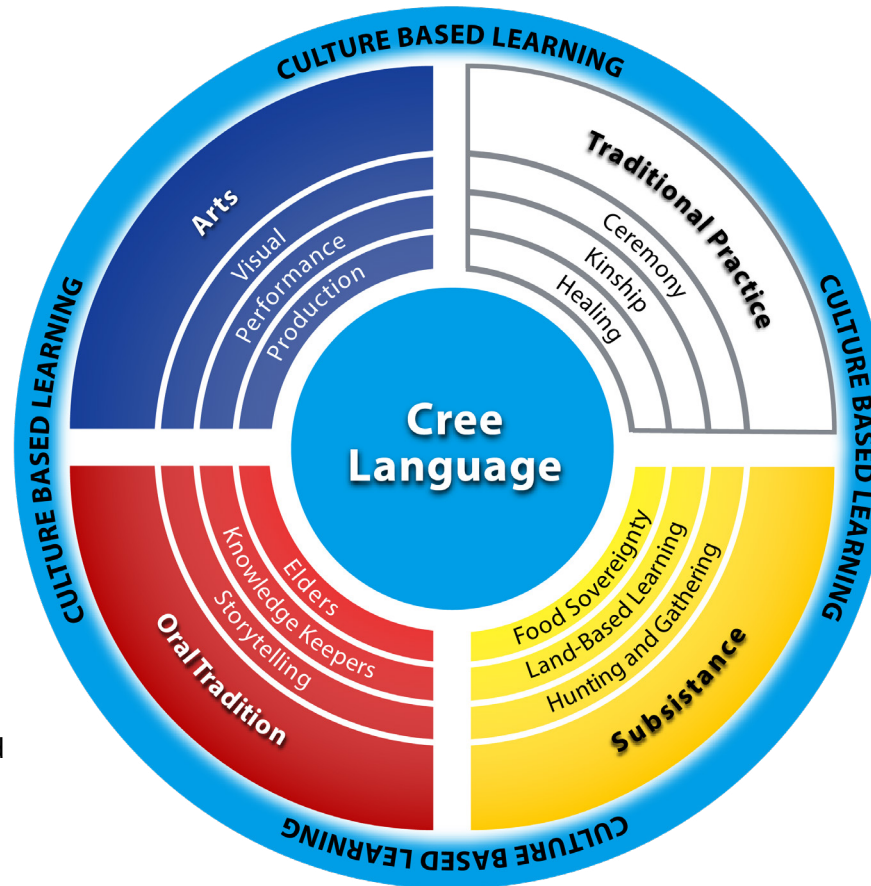 CULTURE BASED LEARNING
Arts
Visual
Performance
Production
Traditional Practice
Ceremony
Kinship
Healing
CULTURE BASED LEARNING
CULTURE BASED LEARNING
Cree
Language
Oral Tradition
Storytelling
Knowledge Keepers
Elders
Food Sovereignty
Land-Based Learning
Hunting and Gathering
Subsistance
CULTURE BASED LEARNING